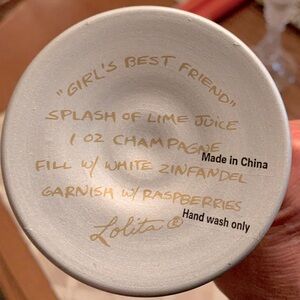 "GIRL'S BEST FRIEND"
SPLASH OF LIME JUICE
1 OZ CHAMPAGNE
Made in China
FILL W/ WHITE ZINFANDEL
GARNISH W/ RASPBERRIES
Hand wash only
Lolita ©